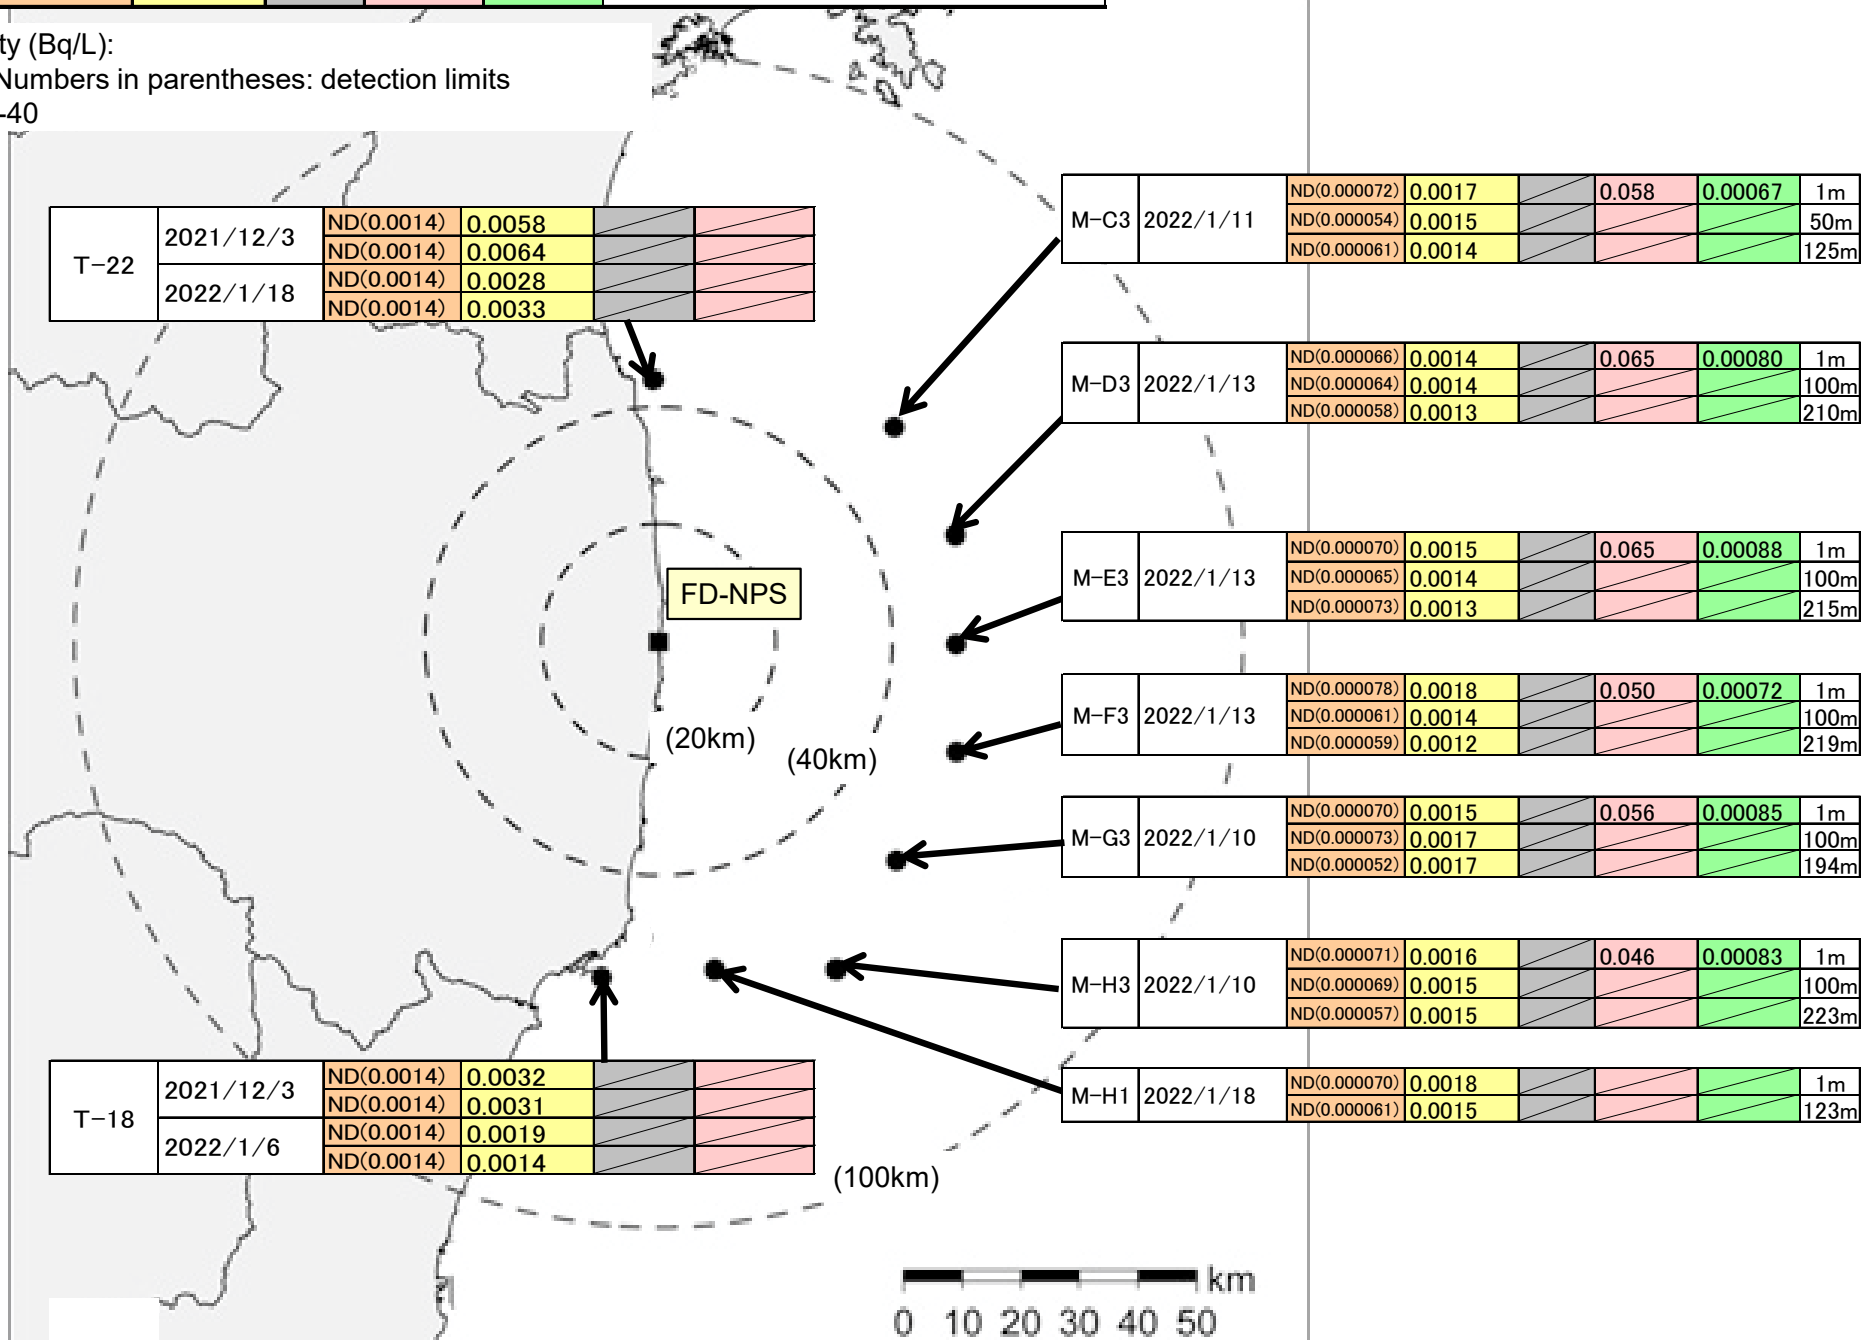 ty (Bq/L):
Numbers in parentheses: detection limits
-40
T-22 2021/12/3 ND(0.0014) 0.0058
ND(0.0014) 0.0064
2022/1/18 ND(0.0014) 0.0028
ND(0.0014) 0.0033
M-C3 2022/1/11 ND(0.000072) 0.0017 0.058 0.00067 1m
ND(0.000054) 0.0015 50m
ND(0.000061) 0.0014 125m
M-D3 2022/1/13 ND(0.000066) 0.0014 0.065 0.00080 1m
ND(0.000064) 0.0014 100m
ND(0.000058) 0.0013 210m
M-E3 2022/1/13 ND(0.000070) 0.0015 0.065 0.00088 1m
ND(0.000065) 0.0014 100m
ND(0.000073) 0.0013 215m
FD-NPS
(20km)
(40km)
M-F3 2022/1/13 ND(0.000078) 0.0018 0.050 0.00072 1m
ND(0.000061) 0.0014 100m
ND(0.000059) 0.0012 219m
M-G3 2022/1/10 ND(0.000070) 0.0015 0.056 0.00085 1m
ND(0.000073) 0.0017 100m
ND(0.000052) 0.0017 194m
M-H3 2022/1/10 ND(0.000071) 0.0016 0.046 0.00083 1m
ND(0.000069) 0.0015 100m
ND(0.000057) 0.0015 223m
M-H1 2022/1/18 ND(0.000070) 0.0018 1m
ND(0.000061) 0.0015 123m
T-18 2021/12/3 ND(0.0014) 0.0032
ND(0.0014) 0.0031
2022/1/6 ND(0.0014) 0.0019
ND(0.0014) 0.0014
(100km)
km
0 10 20 30 40 50